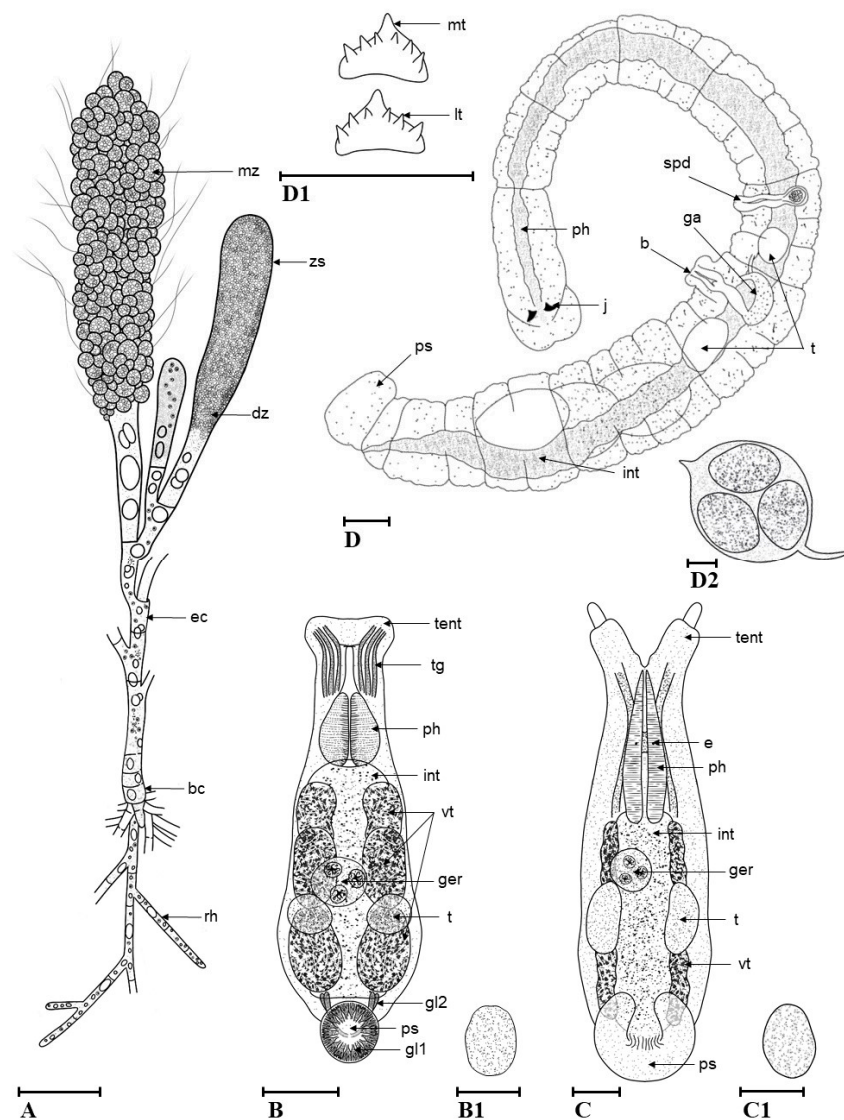 mt
lt
D1
mz
zs
dz
ec
bc
rh
A
spd
ga
b
ph
j
t
ps
int
D
D2
tent
tg
ph
int
vt
ger
t
gl2
ps
gl1
B
B1
tent
e
ph
int
ger
t
vt
ps
C
C1